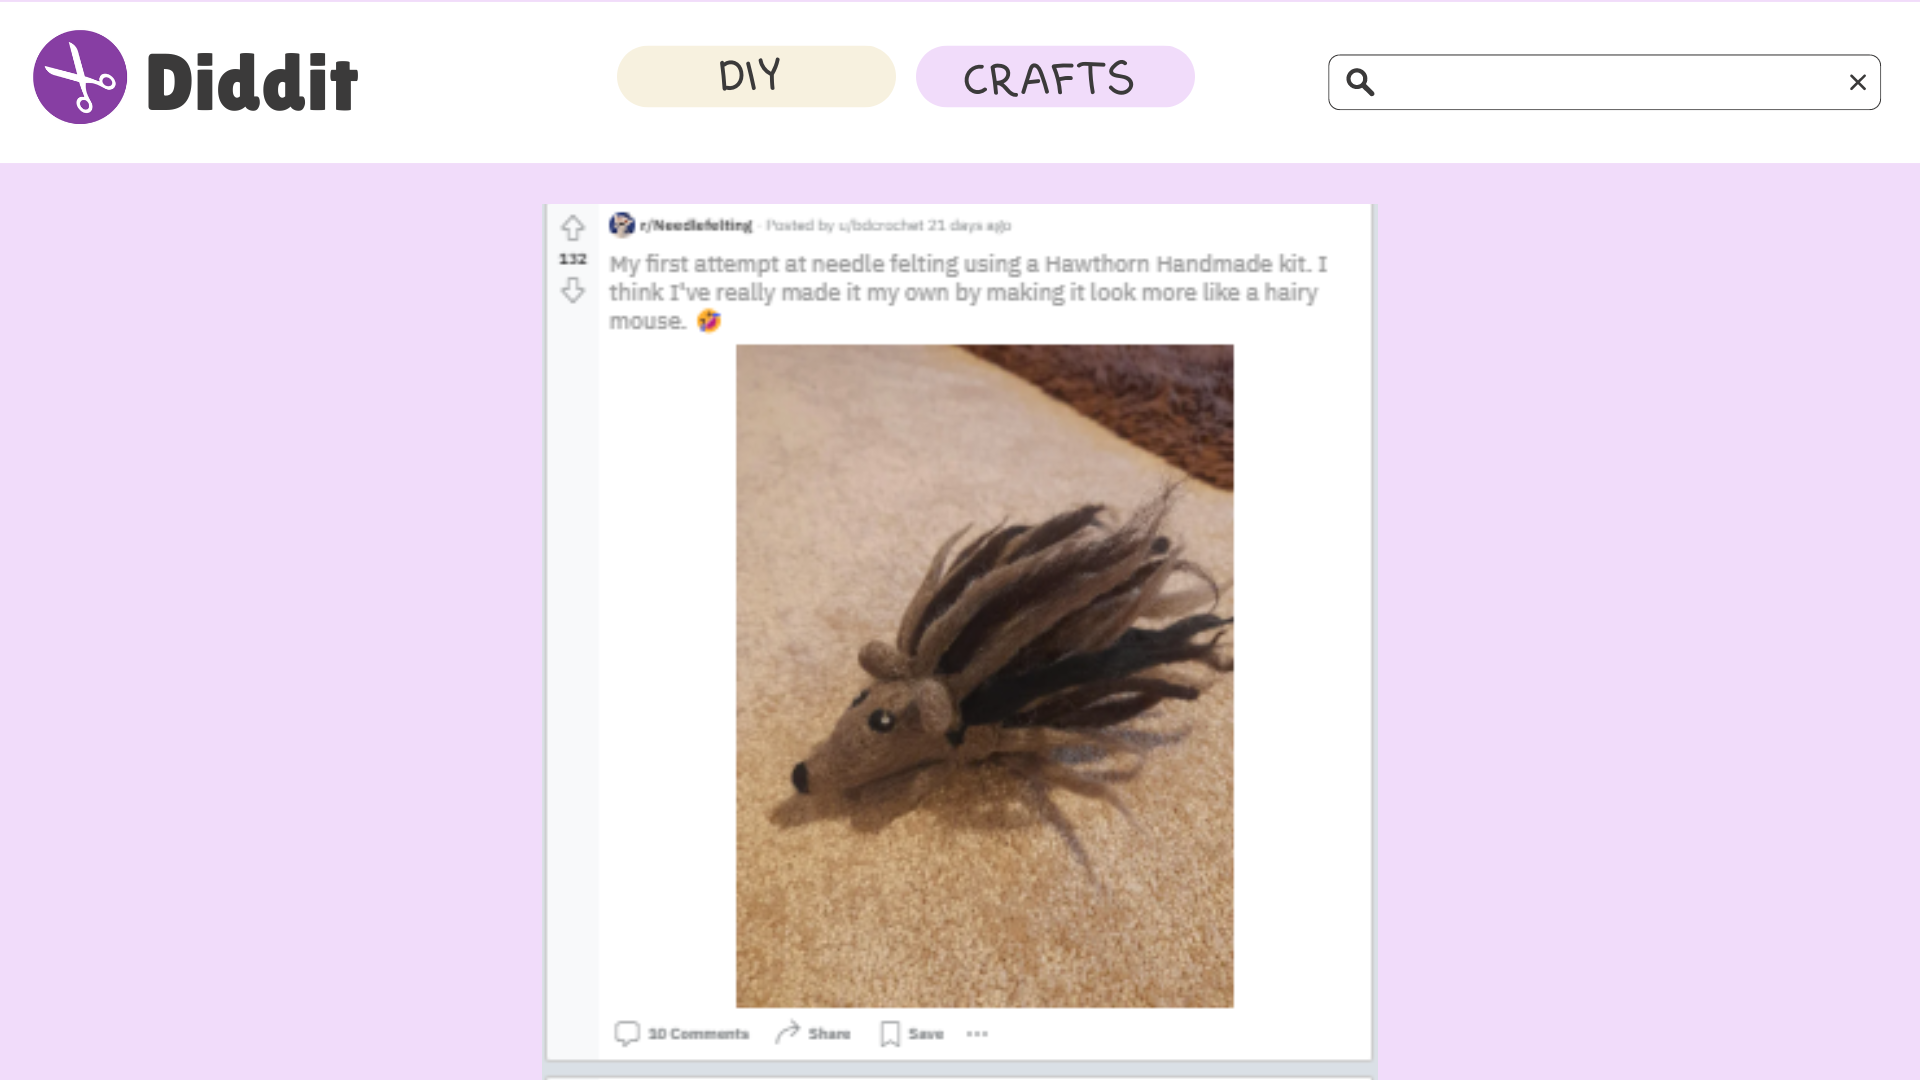 Diddit
DIY
CRAFTS
r/Needlefelting · Posted by u/bdcrochet 21 days ago
132
My first attempt at needle felting using a Hawthorn Handmade kit. I
think I've really made it my own by making it look more like a hairy
mouse. 🤣
10 Comments
Share
Save